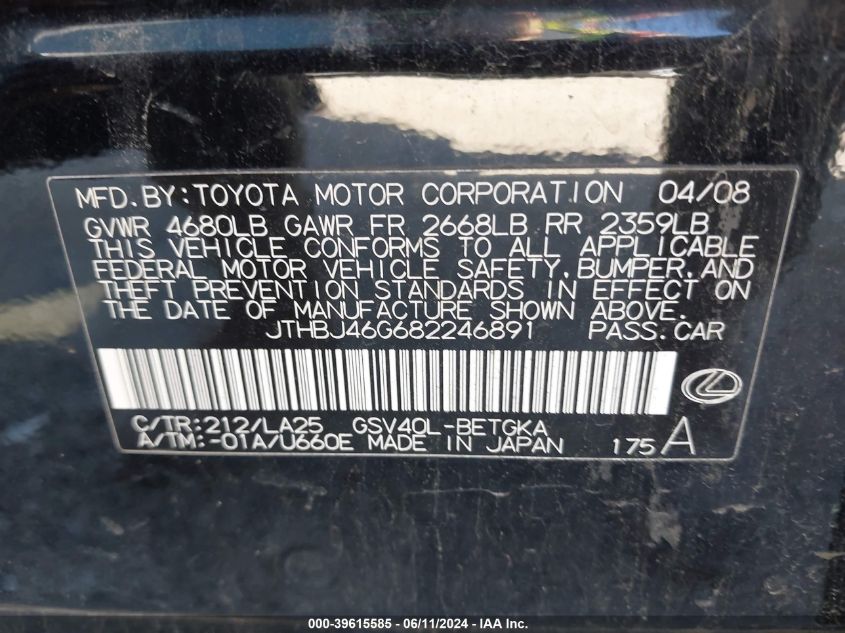 MFD.BY:TOYOTA MOTOR CORPORATION 04/08
GVWR 4680LB GAWR FR 2668LB RR 2359LB
THIS VEHICLE CONFORMS TO ALL APPLICABLE
FEDERAL MOTOR VEHICLE SAFETY,BUMPER,AND
THEFT PREVENTION STANDARDS IN EFFECT ON
THE DATE OF MANUFACTURE SHOWN ABOVE.
JTHBJ46G682246891 PASS.CAR
C/TR:212/LA25 GSV40L-BETGKA
A/TM:-01A/U660E MADE IN JAPAN 175A
000-39615585 - 06/11/2024 - IAA Inc.